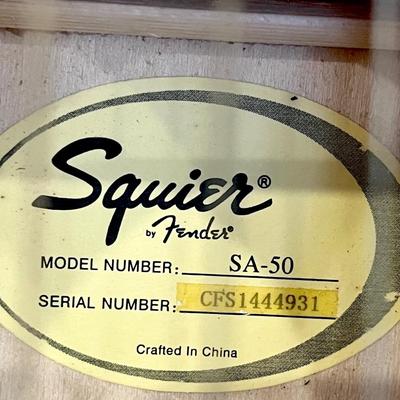 Squier®
by Fender®
MODEL NUMBER: SA-50
SERIAL NUMBER: CFS1444931
Crafted In China